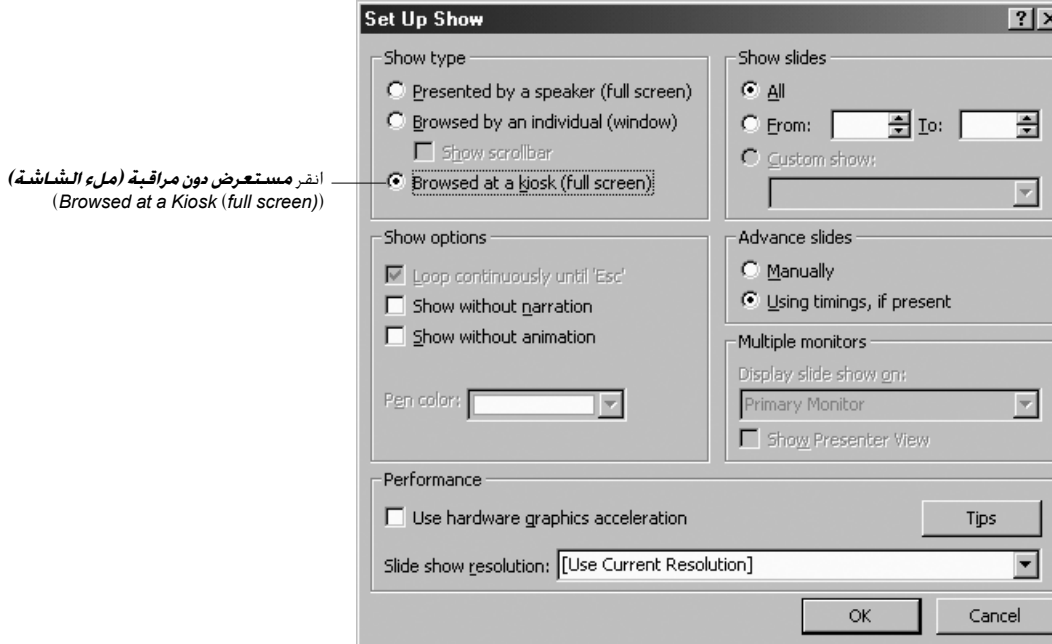 Set Up Show
Show type
Presented by a speaker (full screen)
Browsed by an individual (window)
Show scrollbar
Browsed at a kiosk (full screen)
انقر مستعرض دون مراقبة (ملء الشاشة)
(Browsed at a Kiosk (full screen))
Show slides
All
From: To:
Custom show:
Show options
Loop continuously until 'Esc'
Show without narration
Show without animation
Pen color:
Advance slides
Manually
Using timings, if present
Multiple monitors
Display slide show on:
Primary Monitor
Show Presenter View
Performance
Use hardware graphics acceleration
Tips
Slide show resolution: [Use Current Resolution]
OK Cancel